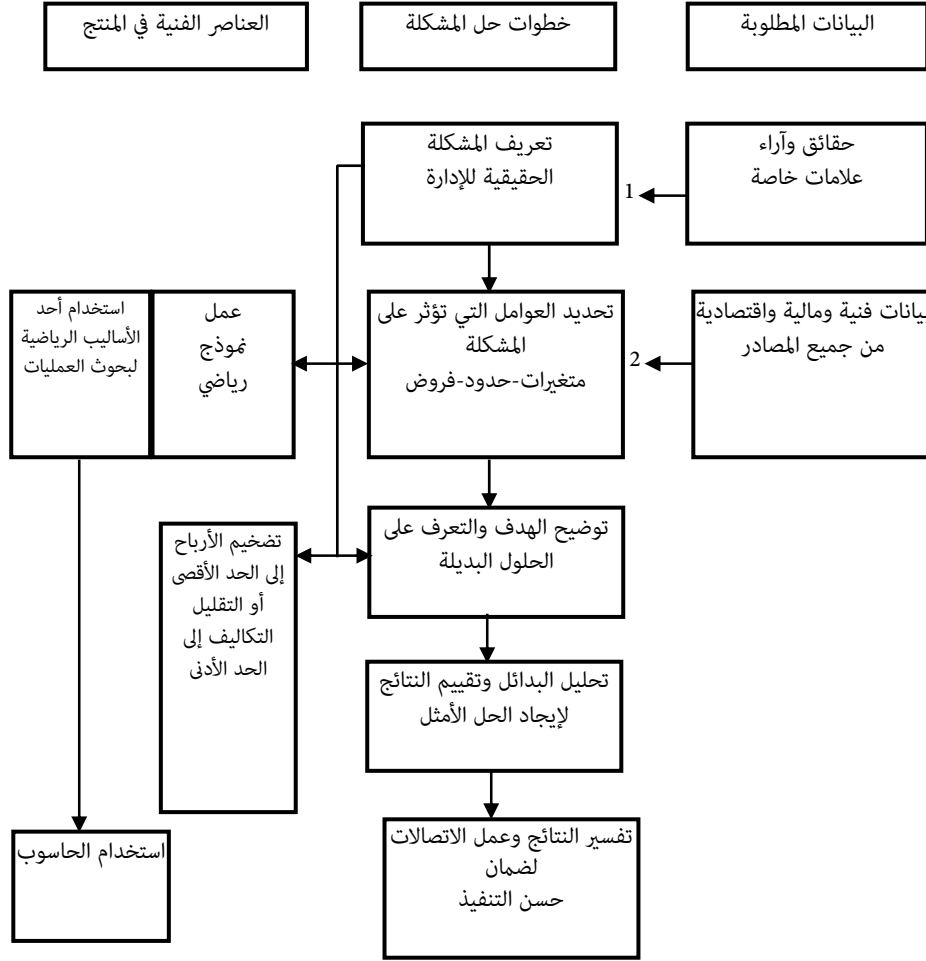 البيانات المطلوبة
خطوات حل المشكلة
العناصر الفنية في المنتج
حقائق وآراء
علامات خاصة
1
تعريف المشكلة
الحقيقية للإدارة
بيانات فنية ومالية واقتصادية
من جميع المصادر
2
تحديد العوامل التي تؤثر على
المشكلة
متغيرات-حدود-فروض
عمل
نموذج
رياضي
استخدام أحد
الأساليب الرياضية
لبحوث العمليات
توضيح الهدف والتعرف على
الحلول البديلة
تضخيم الأرباح
إلى الحد الأقصى
أو التقليل
التكاليف إلى
الحد الأدنى
تحليل البدائل وتقييم النتائج
لإيجاد الحل الأمثل
تفسير النتائج وعمل الاتصالات
لضمان
حسن التنفيذ
استخدام الحاسوب